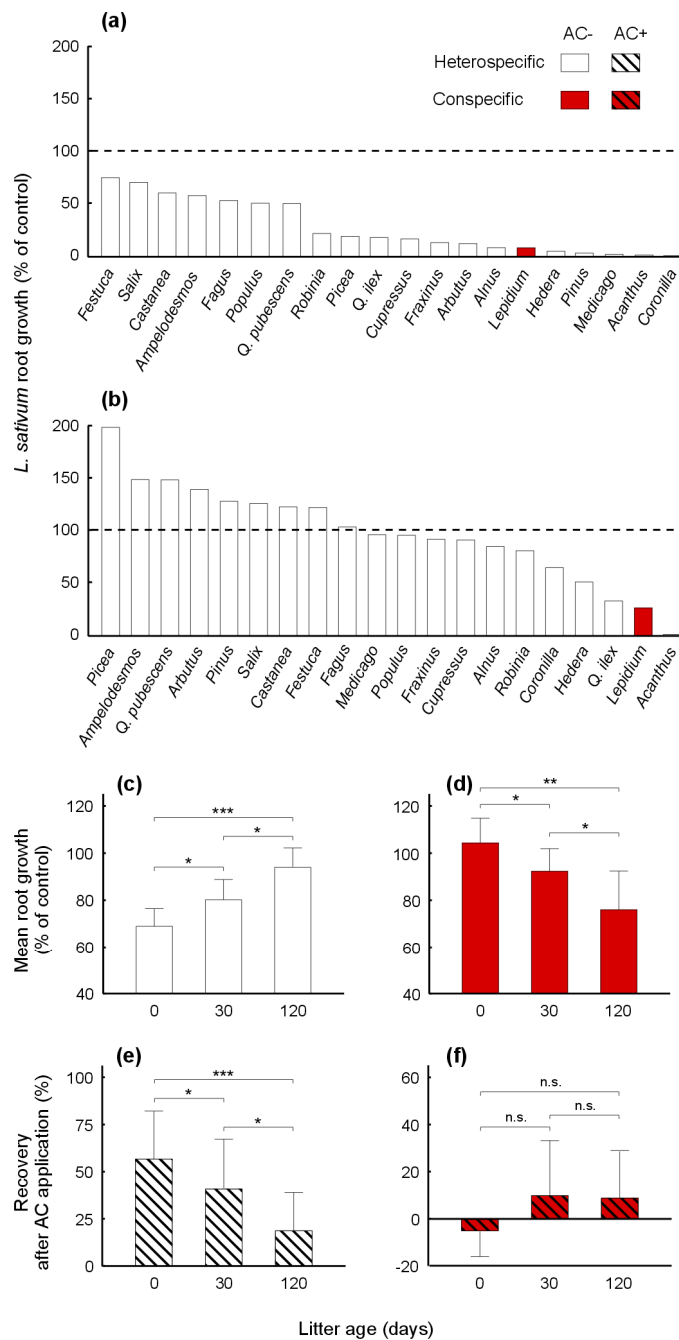 (a)
AC- AC+
Heterospecific
Conspecific
200
150
100
50
0
Festuca
Salix
Castanea
Ampelodesmos
Fagus
Populus
Q. pubescens
Robinia
Picea
Q. ilex
Cupressus
Fraxinus
Arbutus
Alnus
Lepidium
Hedera
Pinus
Medicago
Acanthus
Coronilla
L. sativum root growth (% of control)
(b)
200
150
100
50
0
Picea
Ampelodesmos
Q. pubescens
Arbutus
Pinus
Salix
Castanea
Festuca
Fagus
Medicago
Populus
Fraxinus
Cupressus
Alnus
Robinia
Coronilla
Hedera
Q. ilex
Lepidium
Acanthus
(c)
Mean root growth
(% of control)
120
100
80
60
40
***
*
*
0 30 120
(d)
120
100
80
60
40
**
*
*
0 30 120
(e)
Recovery
after AC application (%)
100
75
50
25
0
***
*
*
0 30 120
(f)
60
40
20
0
-20
n.s.
n.s.
n.s.
0 30 120
Litter age (days)